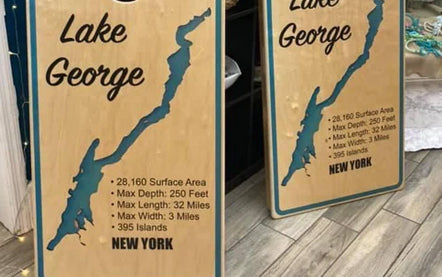 Lake
George
• 28,160 Surface Area
• Max Depth: 250 Feet
• Max Length: 32 Miles
• Max Width: 3 Miles
• 395 Islands
NEW YORK
Lake
George
• 28,160 Surface Area
• Max Depth: 250 Feet
• Max Length: 32 Miles
• Max Width: 3 Miles
• 395 Islands
NEW YORK